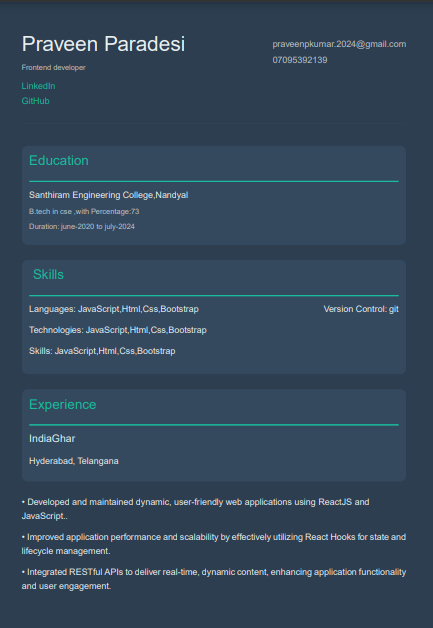 Praveen Paradesi
Frontend developer
LinkedIn
GitHub
praveenpkumar.2024@gmail.com
07095392139
Education
Santhiram Engineering College,Nandyal
B.tech in cse ,with Percentage:73
Duration: june-2020 to july-2024
Skills
Languages: JavaScript,Html,Css,Bootstrap
Version Control: git
Technologies: JavaScript,Html,Css,Bootstrap
Skills: JavaScript,Html,Css,Bootstrap
Experience
IndiaGhar
Hyderabad, Telangana
• Developed and maintained dynamic, user-friendly web applications using ReactJS and
JavaScript..
• Improved application performance and scalability by effectively utilizing React Hooks for state and
lifecycle management.
• Integrated RESTful APIs to deliver real-time, dynamic content, enhancing application functionality
and user engagement.